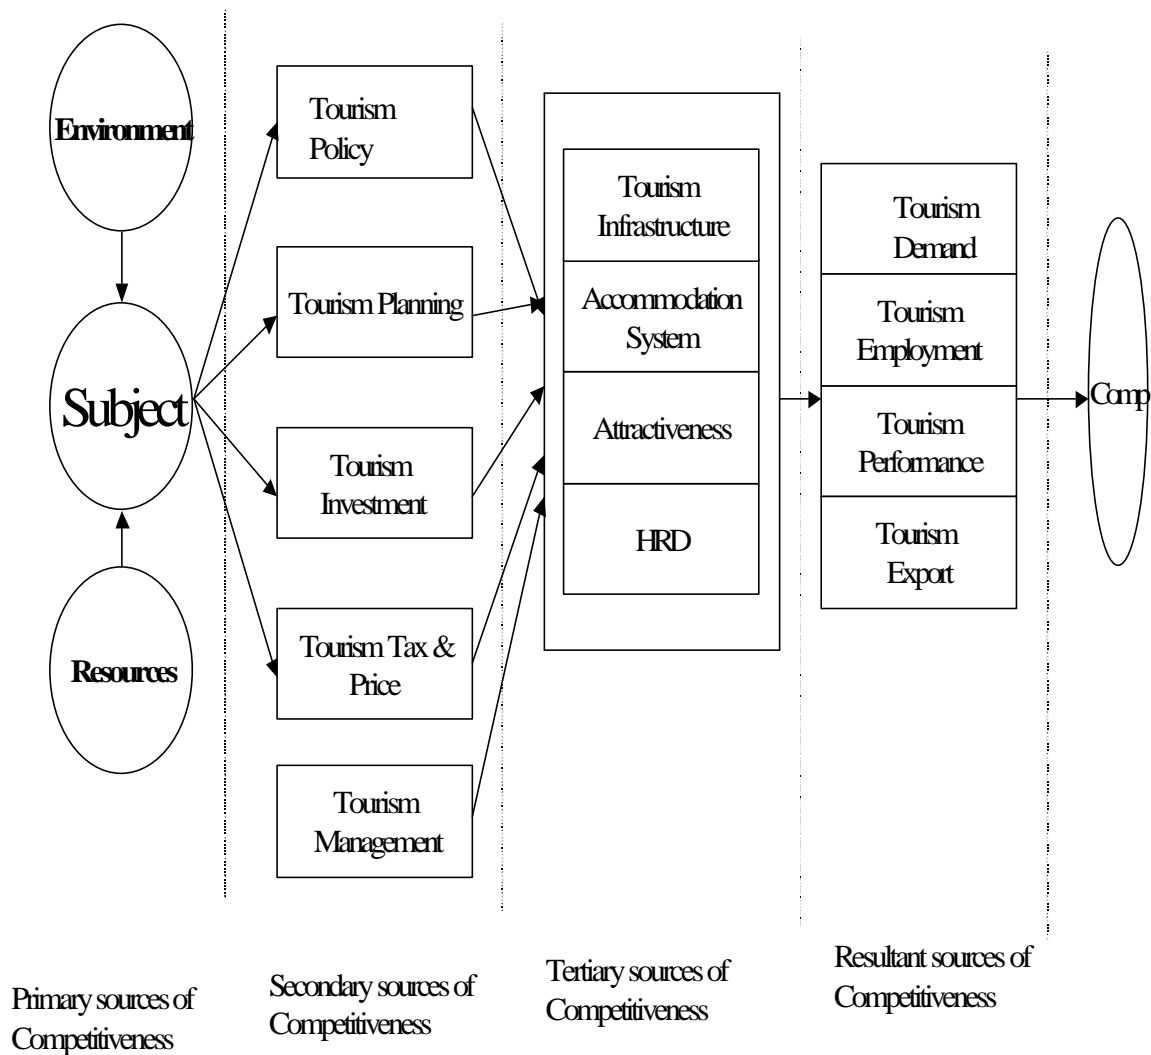 Environment
Subject
Resources
Tourism
Policy
Tourism Planning
Tourism
Investment
Tourism Tax &
Price
Tourism
Management
Tourism
Infrastructure
Accommodation
System
Attractiveness
HRD
Tourism
Demand
Tourism
Employment
Tourism
Performance
Tourism
Export
Comp
Primary sources of
Competitiveness
Secondary sources of
Competitiveness
Tertiary sources of
Competitiveness
Resultant sources of
Competitiveness